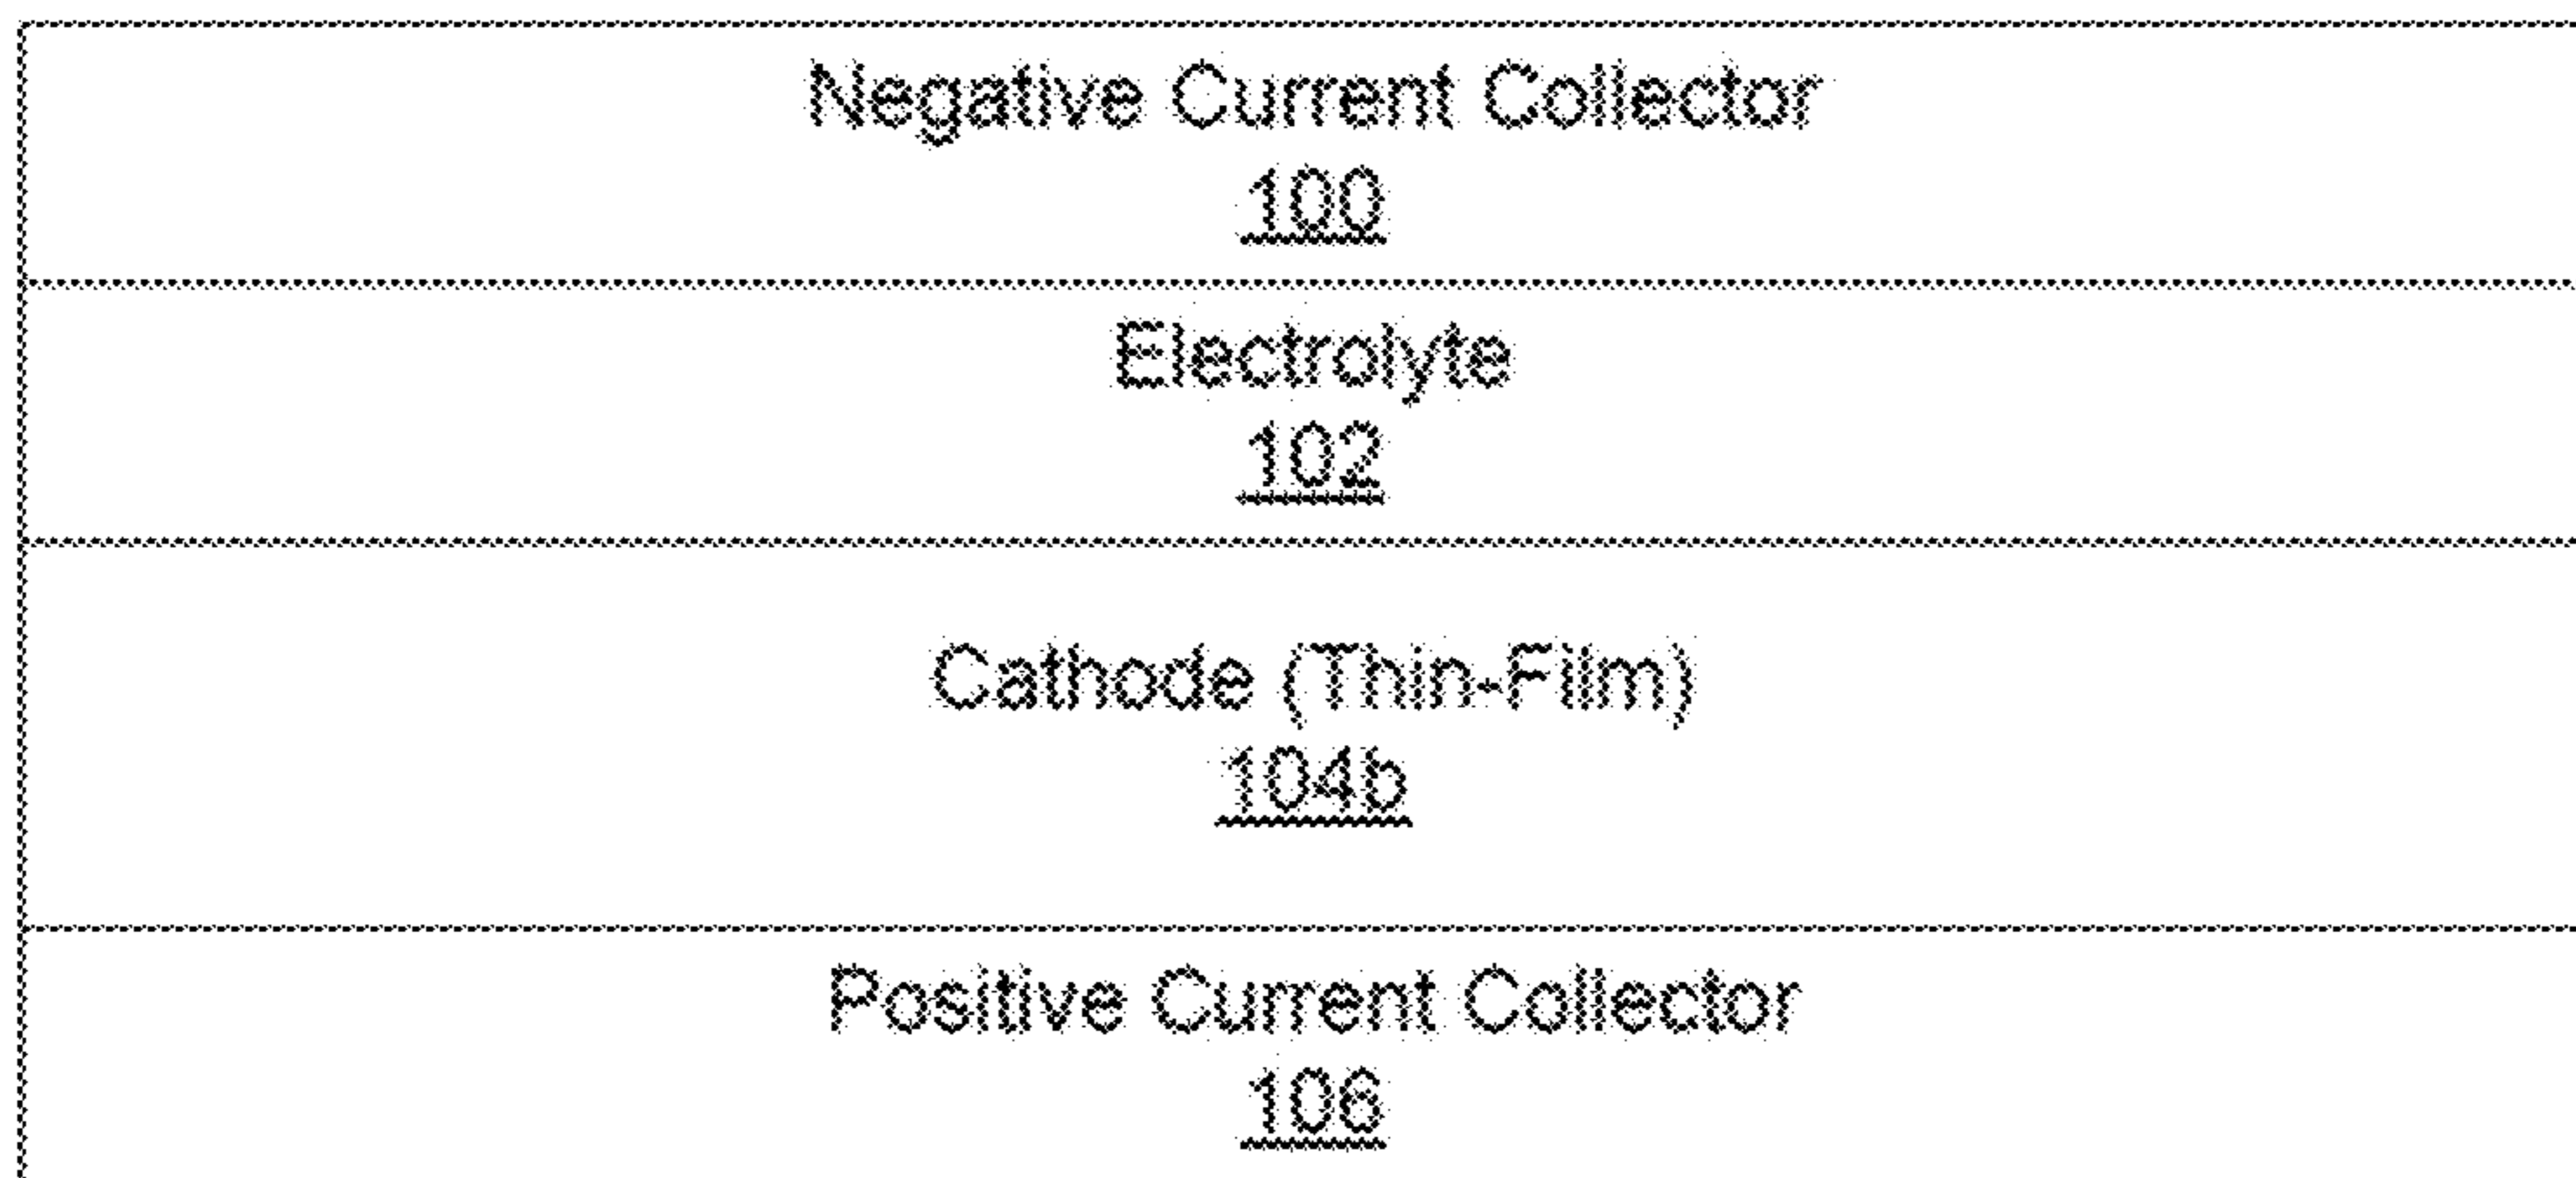 Negative Current Collector
100
Electrolyte
102
Cathode (Thin-Film)
104b
Positive Current Collector
106